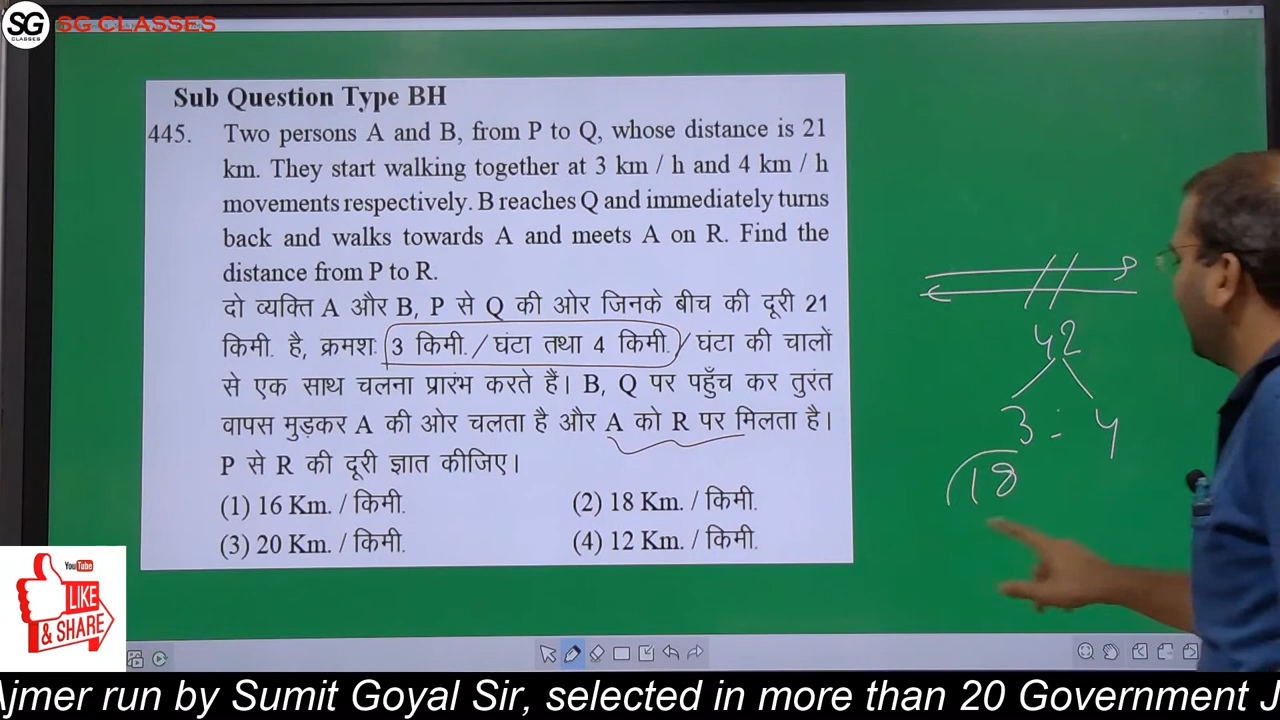 SG
CLASSES
SG CLASSES
Sub Question Type BH
445. Two persons A and B, from P to Q, whose distance is 21
km. They start walking together at 3 km / h and 4 km / h
movements respectively. B reaches Q and immediately turns
back and walks towards A and meets A on R. Find the
distance from P to R.
दो व्यक्ति A और B, P से Q की ओर जिनके बीच की दूरी 21
किमी. है, क्रमश: 3 किमी. / घंटा तथा 4 किमी. / घंटा की चालों
से एक साथ चलना प्रारंभ करते हैं। B, Q पर पहुँच कर तुरंत
वापस मुड़कर A की ओर चलता है और A को R पर मिलता है।
P से R की दूरी ज्ञात कीजिए।
(1) 16 Km. / किमी. (2) 18 Km. / किमी.
(3) 20 Km. / किमी. (4) 12 Km. / किमी.
42
3 : 4
18
YouTube
LIKE
& SHARE
Ajmer run by Sumit Goyal Sir, selected in more than 20 Government J